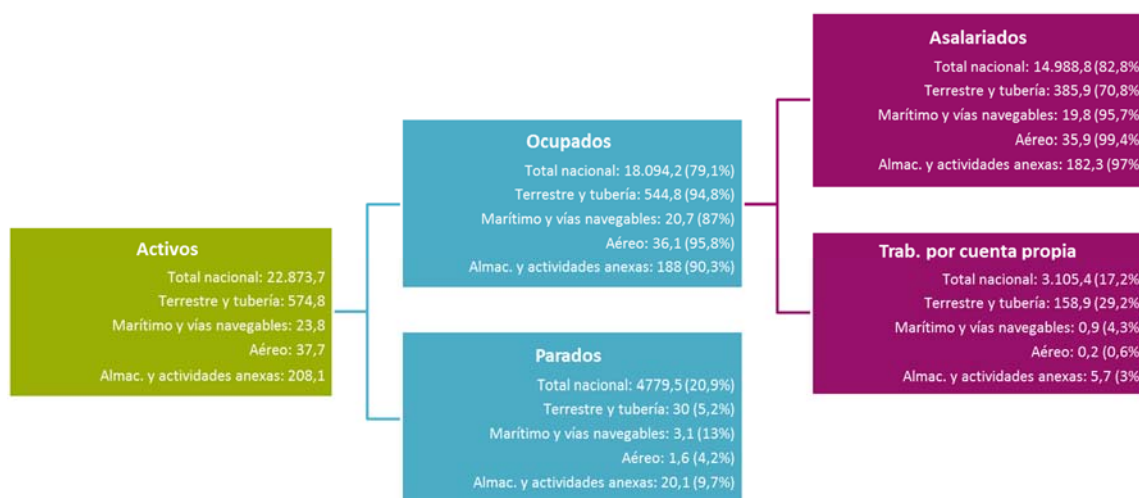 Activos
Total nacional: 22.873,7
Terrestre y tubería: 574,8
Marítimo y vías navegables: 23,8
Aéreo: 37,7
Almac. y actividades anexas: 208,1
Ocupados
Total nacional: 18.094,2 (79,1%)
Terrestre y tubería: 544,8 (94,8%)
Marítimo y vías navegables: 20,7 (87%)
Aéreo: 36,1 (95,8%)
Almac. y actividades anexas: 188 (90,3%)
Parados
Total nacional: 4779,5 (20,9%)
Terrestre y tubería: 30 (5,2%)
Marítimo y vías navegables: 3,1 (13%)
Aéreo: 1,6 (4,2%)
Almac. y actividades anexas: 20,1 (9,7%)
Asalariados
Total nacional: 14.988,8 (82,8%
Terrestre y tubería: 385,9 (70,8%
Marítimo y vías navegables: 19,8 (95,7%
Aéreo: 35,9 (99,4%
Almac. y actividades anexas: 182,3 (97%
Trab. por cuenta propia
Total nacional: 3.105,4 (17,2%
Terrestre y tubería: 158,9 (29,2%
Marítimo y vías navegables: 0,9 (4,3%
Aéreo: 0,2 (0,6%
Almac. y actividades anexas: 5,7 (3%